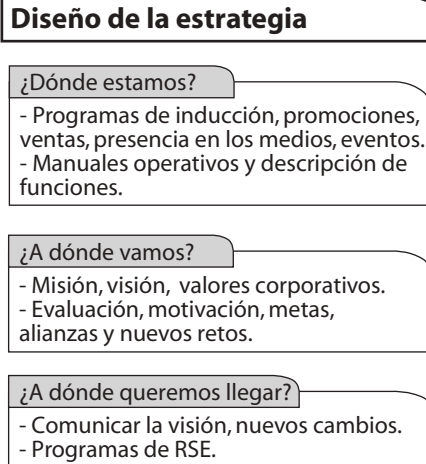 Diseño de la estrategia
¿Dónde estamos?
- Programas de inducción, promociones,
ventas, presencia en los medios, eventos.
- Manuales operativos y descripción de
funciones.
¿A dónde vamos?
- Misión, visión, valores corporativos.
- Evaluación, motivación, metas,
alianzas y nuevos retos.
¿A dónde queremos llegar?
- Comunicar la visión, nuevos cambios.
- Programas de RSE.